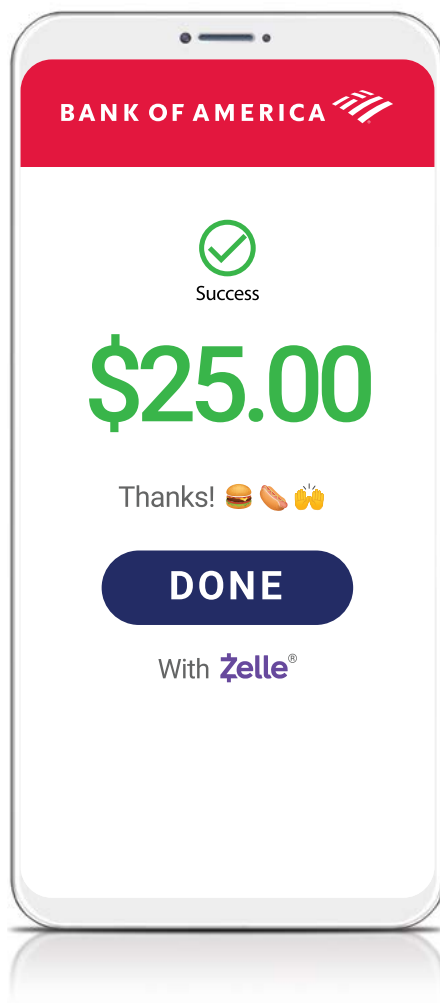 BANK OF AMERICA
Success
$25.00
Thanks! 🍔🌭🙌
DONE
With Zelle®